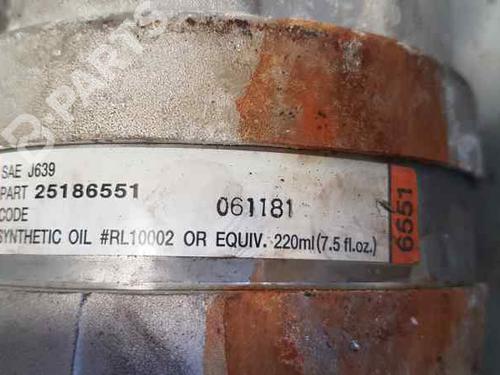 B-PARTS
SAE J639
PART 25186551
CODE 061181
SYNTHETIC OIL #RL10002 OR EQUIV. 220ml (7.5 fl.oz.)
6551